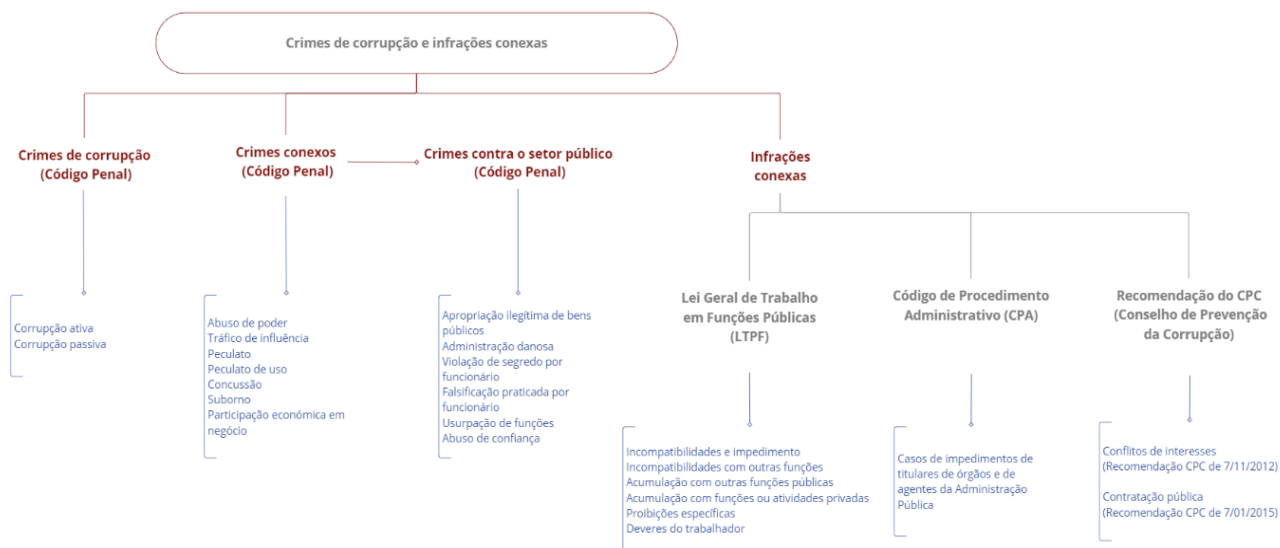 Crimes de corrupção e infrações conexas
Crimes de corrupção
(Código Penal)
Crimes conexos
(Código Penal)
Crimes contra o setor público
(Código Penal)
Infrações
conexas
Corrupção ativa
Corrupção passiva
Abuso de poder
Tráfico de influência
Peculato
Peculato de uso
Concussão
Suborno
Participação económica em
negócio
Apropriação ilegítima de bens
públicos
Administração danosa
Violação de segredo por
funcionário
Falsificação praticada por
funcionário
Usurpação de funções
Abuso de confiança
Lei Geral de Trabalho
em Funções Públicas
(LTPF)
Código de Procedimento
Administrativo (CPA)
Recomendação do CPC
(Conselho de Prevenção
da Corrupção)
Incompatibilidades e impedimento
Incompatibilidades com outras funções
Acumulação com outras funções públicas
Acumulação com funções ou atividades privadas
Proibições específicas
Deveres do trabalhador
Casos de impedimentos de
titulares de órgãos e de
agentes da Administração
Pública
Conflitos de interesses
(Recomendação CPC de 7/11/2012)
Contratação pública
(Recomendação CPC de 7/01/2015)